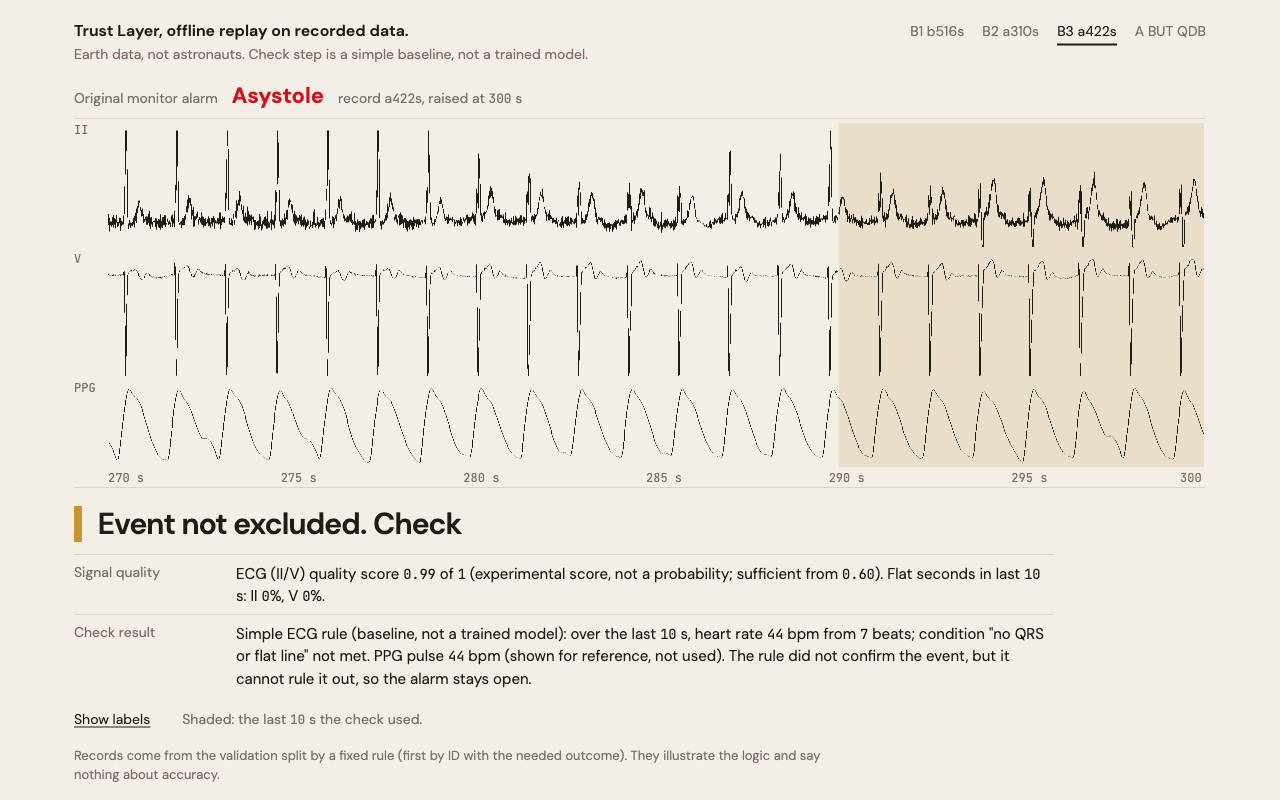 Trust Layer, offline replay on recorded data.
B1 b516s B2 a310s B3 a422s A BUT QDB
Earth data, not astronauts. Check step is a simple baseline, not a trained model.
Original monitor alarm Asystole record a422s, raised at 300 s
II
V
PPG
270 s 275 s 280 s 285 s 290 s 295 s 300
Event not excluded. Check
Signal quality
ECG (II/V) quality score 0.99 of 1 (experimental score, not a probability; sufficient from 0.60). Flat seconds in last 10
s: II 0%, V 0%.
Check result
Simple ECG rule (baseline, not a trained model): over the last 10 s, heart rate 44 bpm from 7 beats; condition "no QRS
or flat line" not met. PPG pulse 44 bpm (shown for reference, not used). The rule did not confirm the event, but it
cannot rule it out, so the alarm stays open.
Show labels Shaded: the last 10 s the check used.
Records come from the validation split by a fixed rule (first by ID with the needed outcome). They illustrate the logic and say
nothing about accuracy.